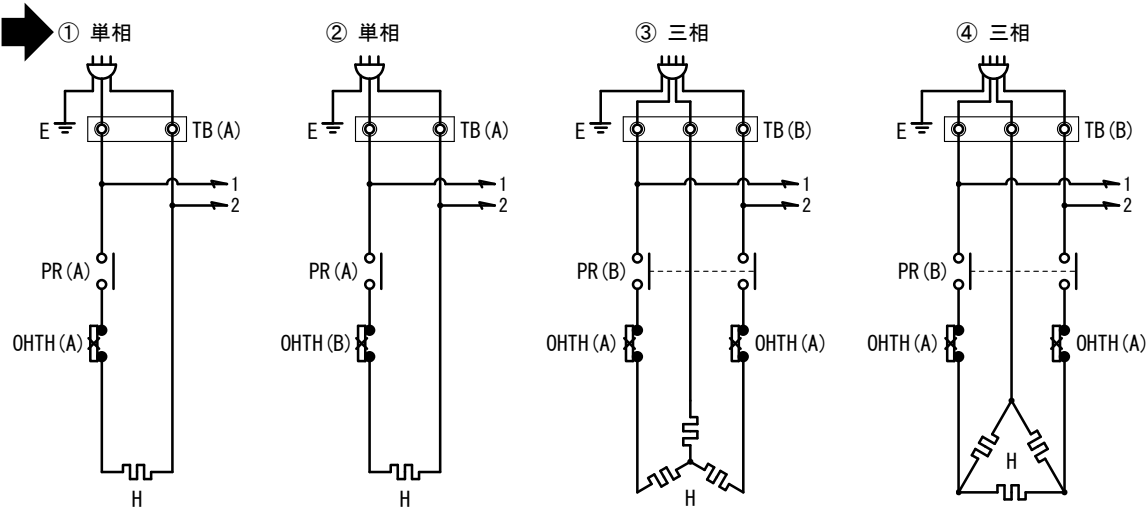 ① 単相
② 単相
③ 三相
④ 三相
E
TB(A)
E
TB(A)
E
TB(B)
E
TB(B)
1
1
1
1
2
2
2
2
PR(A)
PR(A)
PR(B)
PR(B)
OHTH(A)
OHTH(B)
OHTH(A)
OHTH(A)
OHTH(A)
OHTH(A)
H
H
H
H